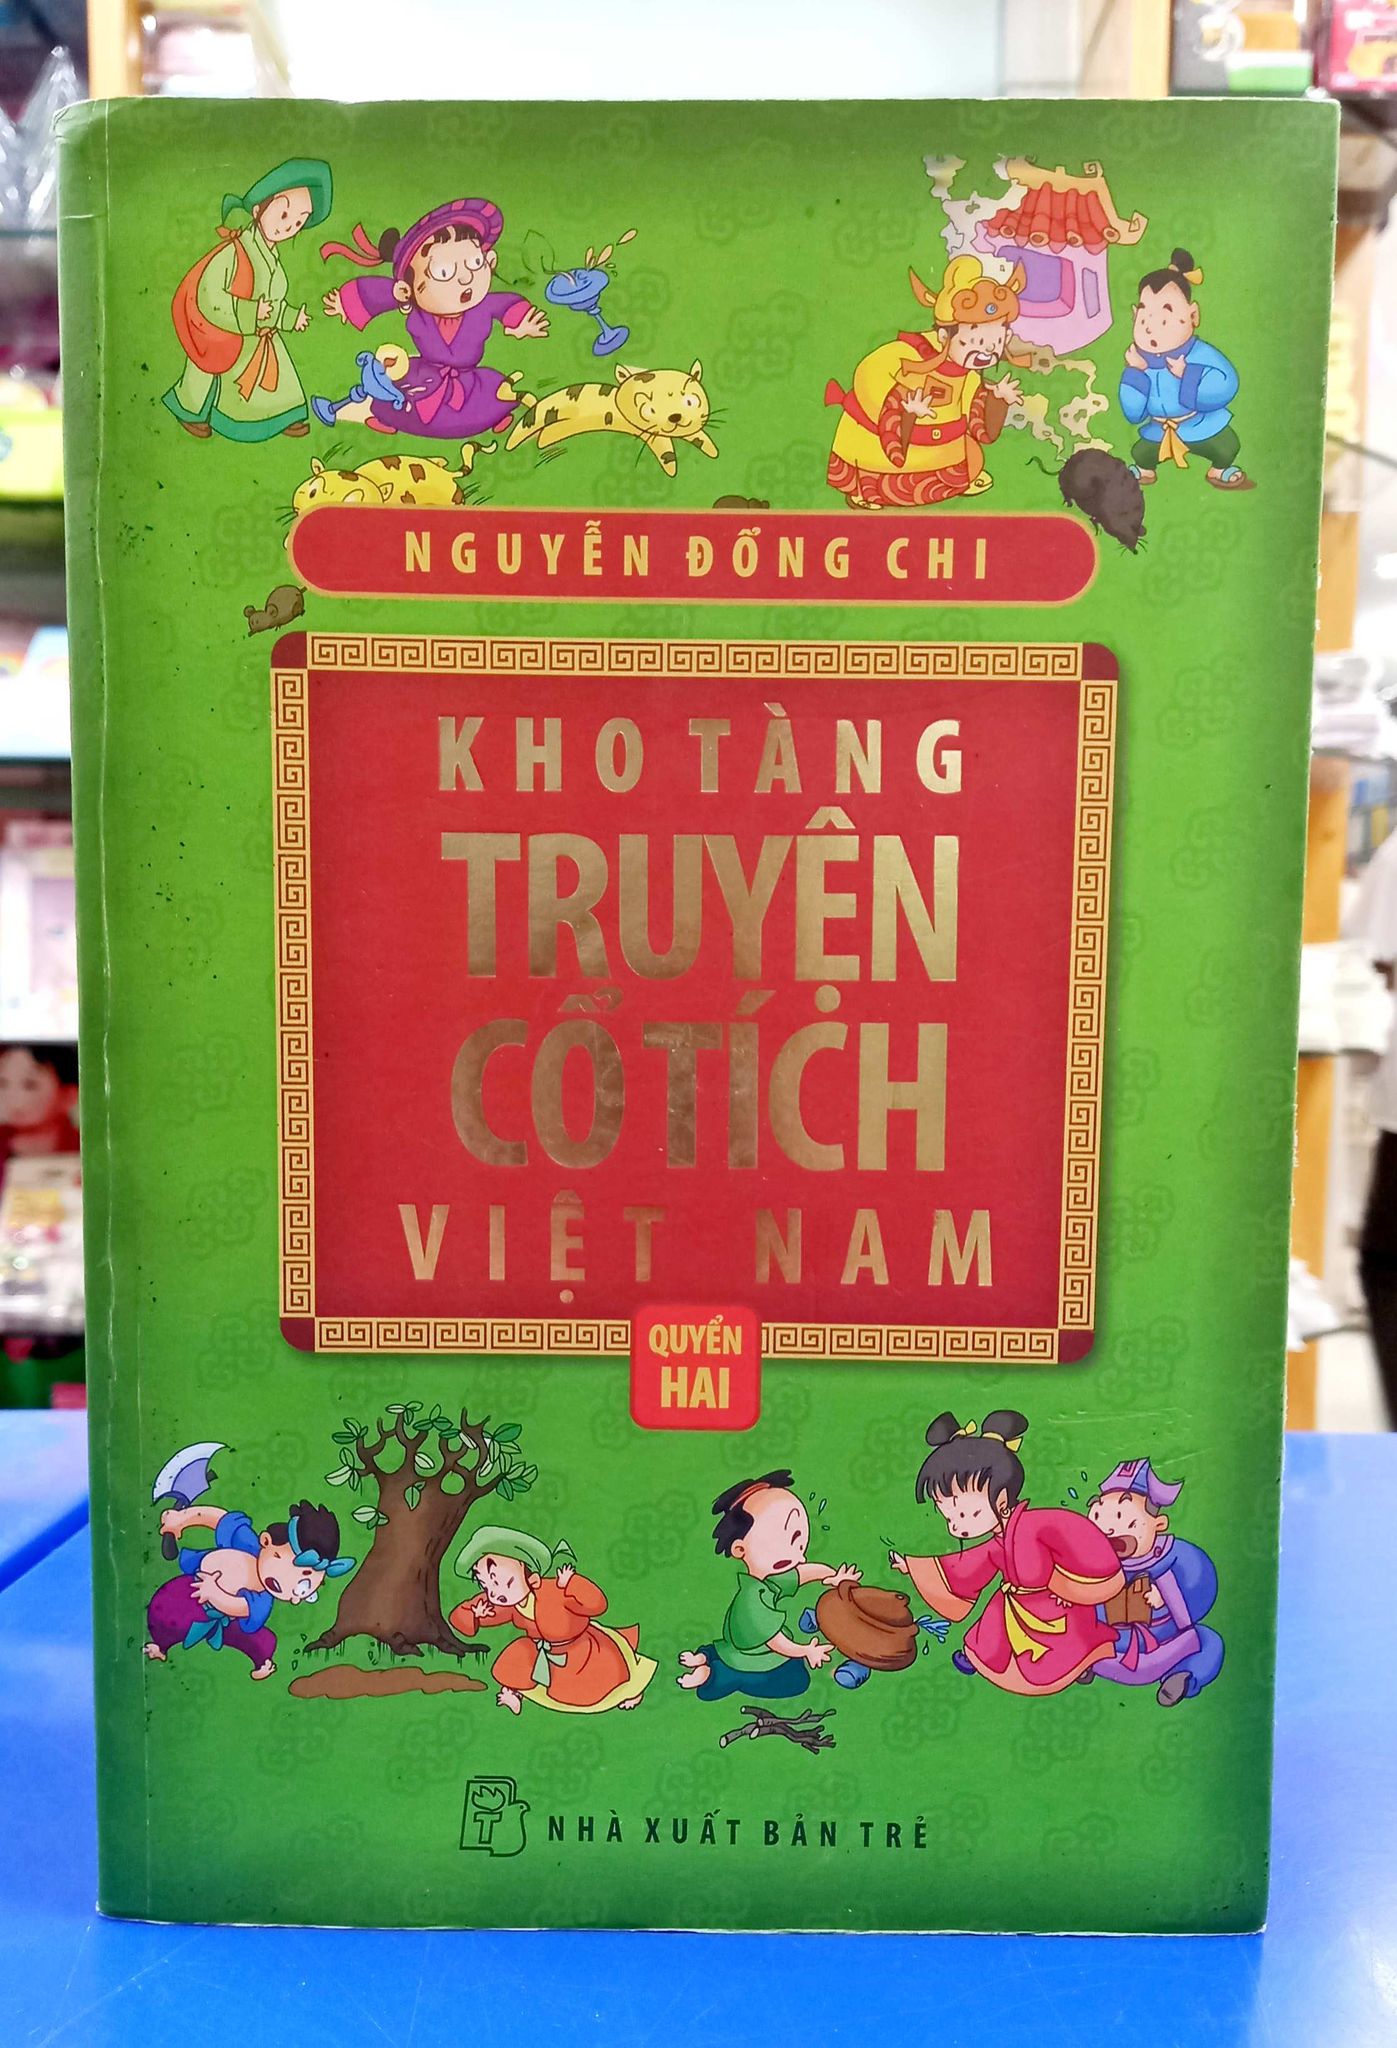 NGUYỄN ĐỔNG CHI
KHO TÀNG
TRUYỆN
CỔ TÍCH
VIỆT NAM
QUYỂN
HAI
T
NHÀ XUẤT BẢN TRẺ